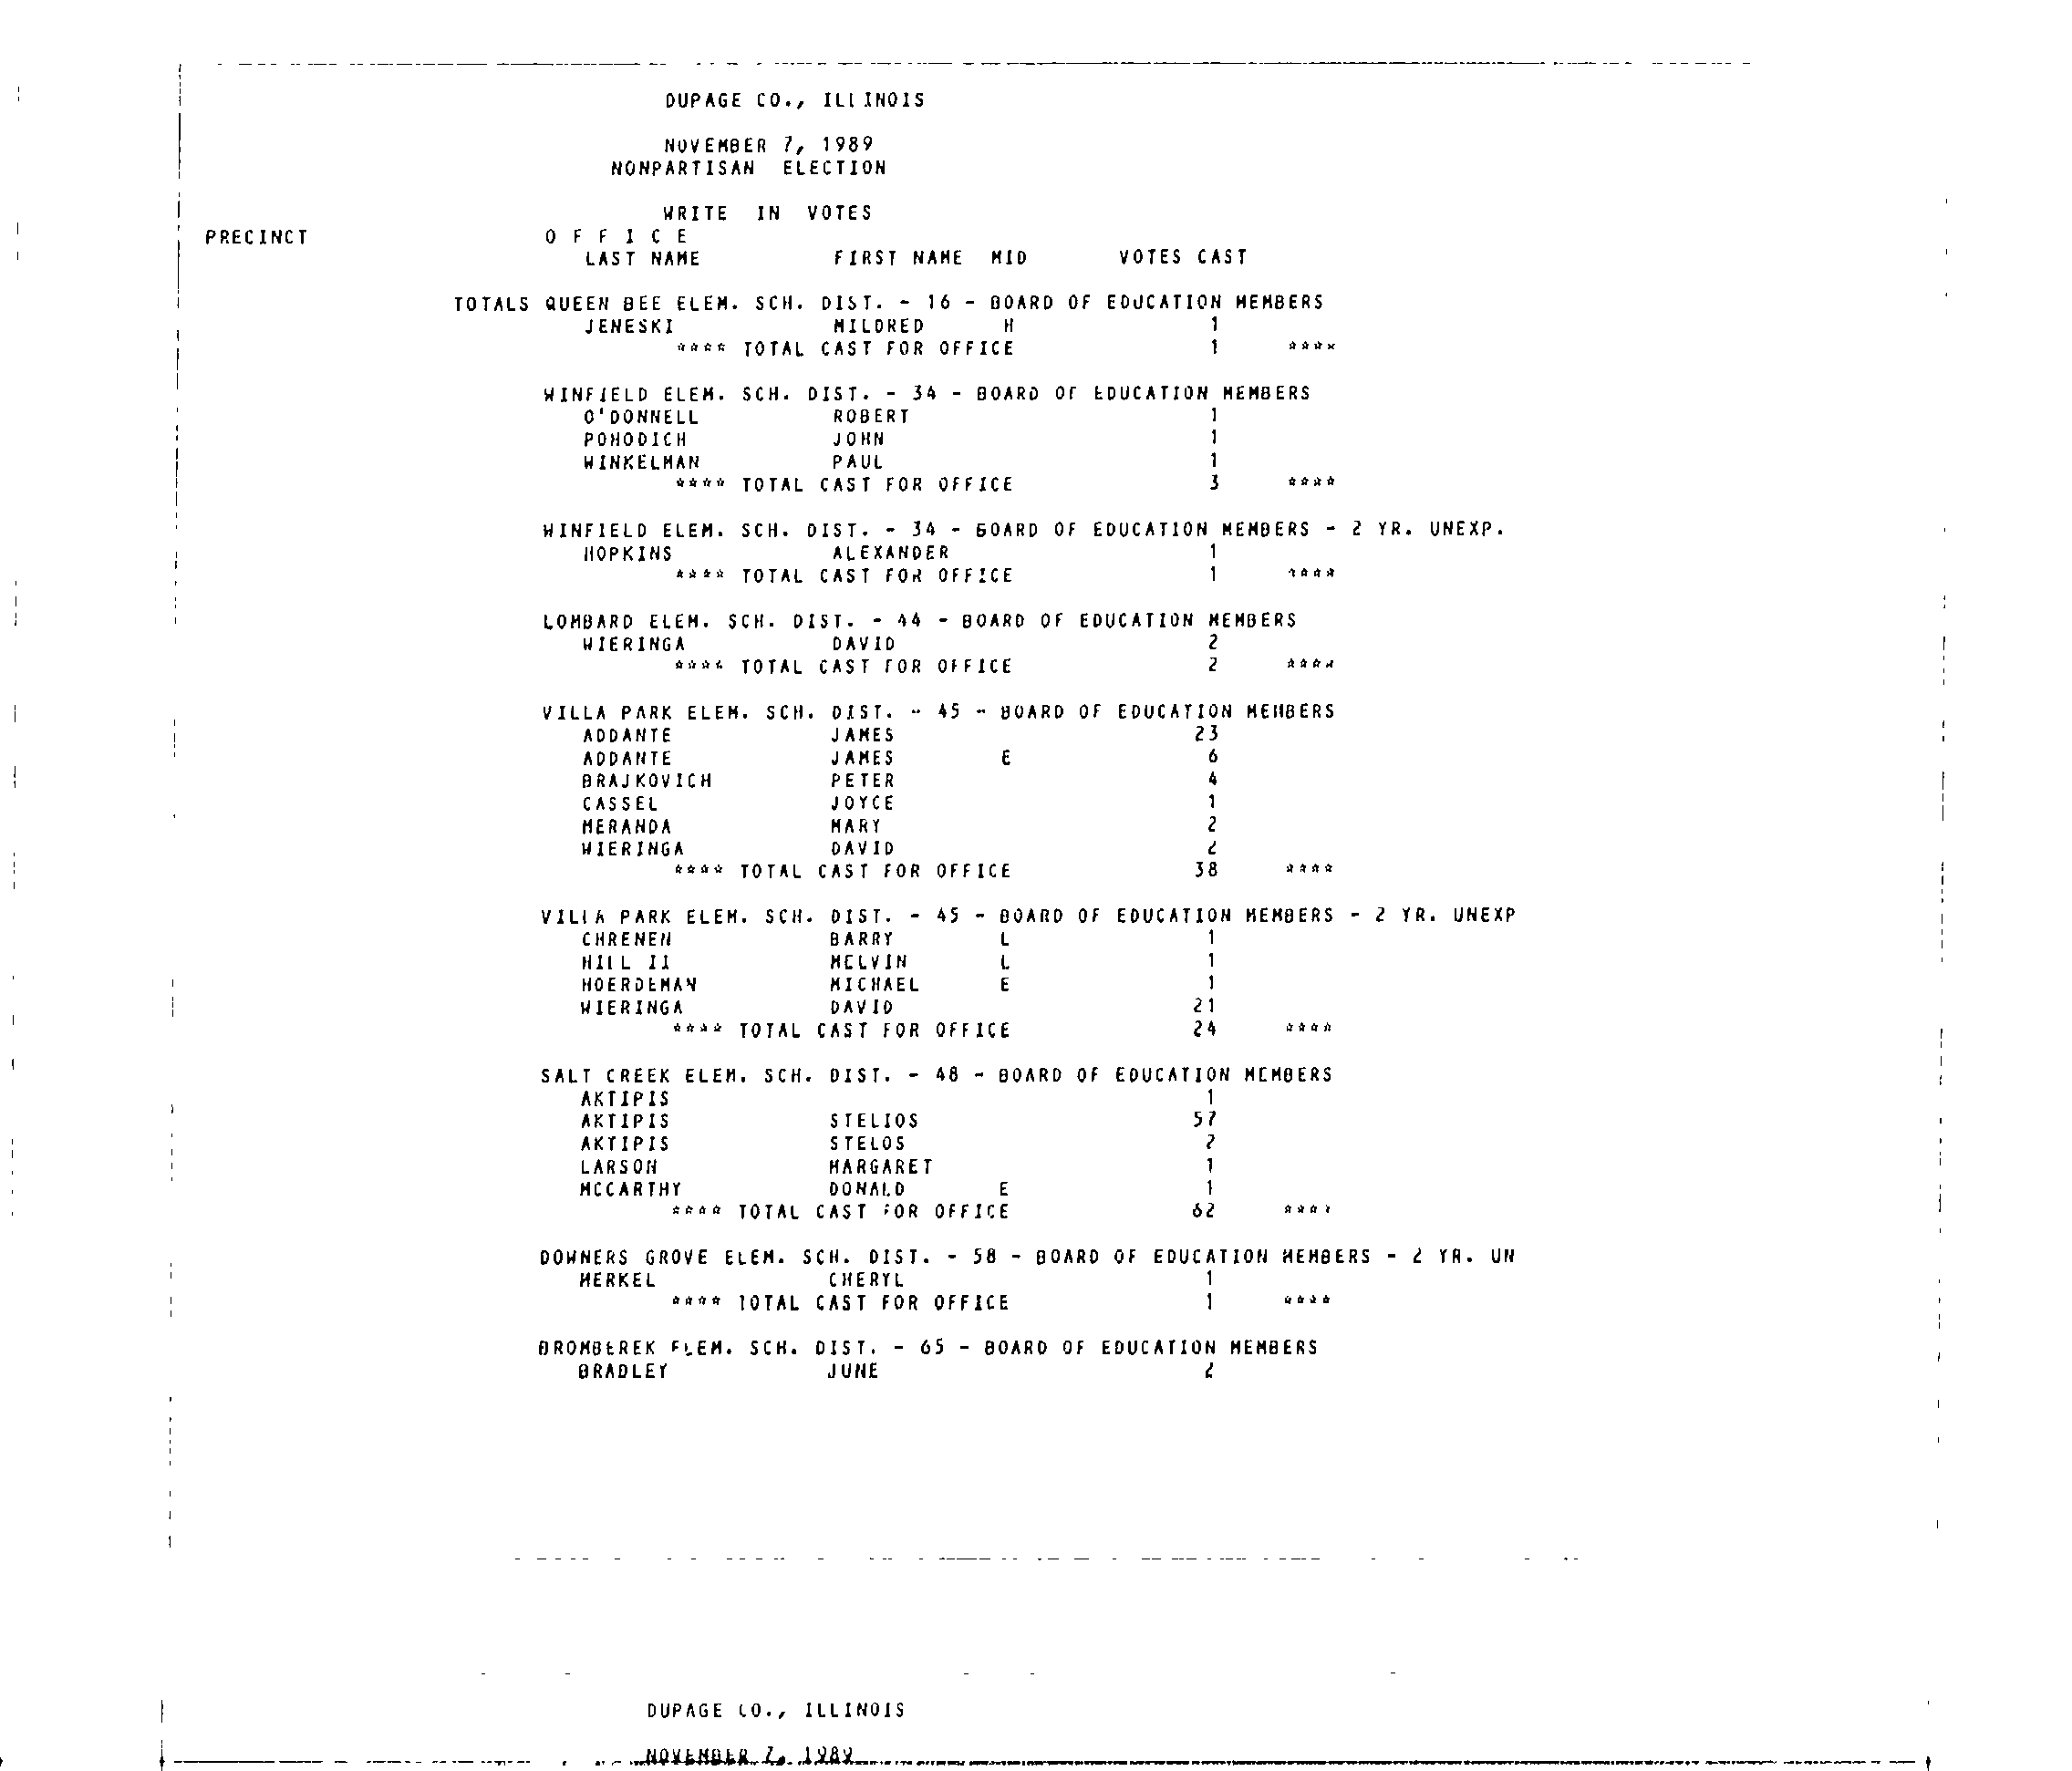 DUPAGE CO., ILLINOIS
NOVEMBER 7, 1989
NONPARTISAN ELECTION
WRITE IN VOTES
PRECINCT O F F I C E
LAST NAME FIRST NAME MID VOTES CAST
TOTALS QUEEN BEE ELEM. SCH. DIST. - 16 - BOARD OF EDUCATION MEMBERS
JENESKI MILDRED H 1
**** TOTAL CAST FOR OFFICE 1 ****
WINFIELD ELEM. SCH. DIST. - 34 - BOARD OF EDUCATION MEMBERS
O'DONNELL ROBERT 1
POHODICH JOHN 1
WINKELMAN PAUL 1
**** TOTAL CAST FOR OFFICE 3 ****
WINFIELD ELEM. SCH. DIST. - 34 - BOARD OF EDUCATION MEMBERS - 2 YR. UNEXP.
HOPKINS ALEXANDER 1
**** TOTAL CAST FOR OFFICE 1 ****
LOMBARD ELEM. SCH. DIST. - 44 - BOARD OF EDUCATION MEMBERS
WIERINGA DAVID 2
**** TOTAL CAST FOR OFFICE 2 ****
VILLA PARK ELEM. SCH. DIST. - 45 - BOARD OF EDUCATION MEMBERS
ADDANTE JAMES 23
ADDANTE JAMES E 6
BRAJKOVICH PETER 4
CASSEL JOYCE 1
MERANDA MARY 2
WIERINGA DAVID 2
**** TOTAL CAST FOR OFFICE 38 ****
VILLA PARK ELEM. SCH. DIST. - 45 - BOARD OF EDUCATION MEMBERS - 2 YR. UNEXP
CHRENEN BARRY L 1
HILL II MELVIN L 1
HOERDEMAN MICHAEL E 1
WIERINGA DAVID 21
**** TOTAL CAST FOR OFFICE 24 ****
SALT CREEK ELEM. SCH. DIST. - 48 - BOARD OF EDUCATION MEMBERS
AKTIPIS 1
AKTIPIS STELIOS 57
AKTIPIS STELOS 2
LARSON MARGARET 1
MCCARTHY DONALD E 1
**** TOTAL CAST FOR OFFICE 62 ****
DOWNERS GROVE ELEM. SCH. DIST. - 58 - BOARD OF EDUCATION MEMBERS - 2 YR. UN
MERKEL CHERYL 1
**** TOTAL CAST FOR OFFICE 1 ****
BROMBEREK ELEM. SCH. DIST. - 65 - BOARD OF EDUCATION MEMBERS
BRADLEY JUNE 2
DUPAGE CO., ILLINOIS
NOVEMBER 7, 1989